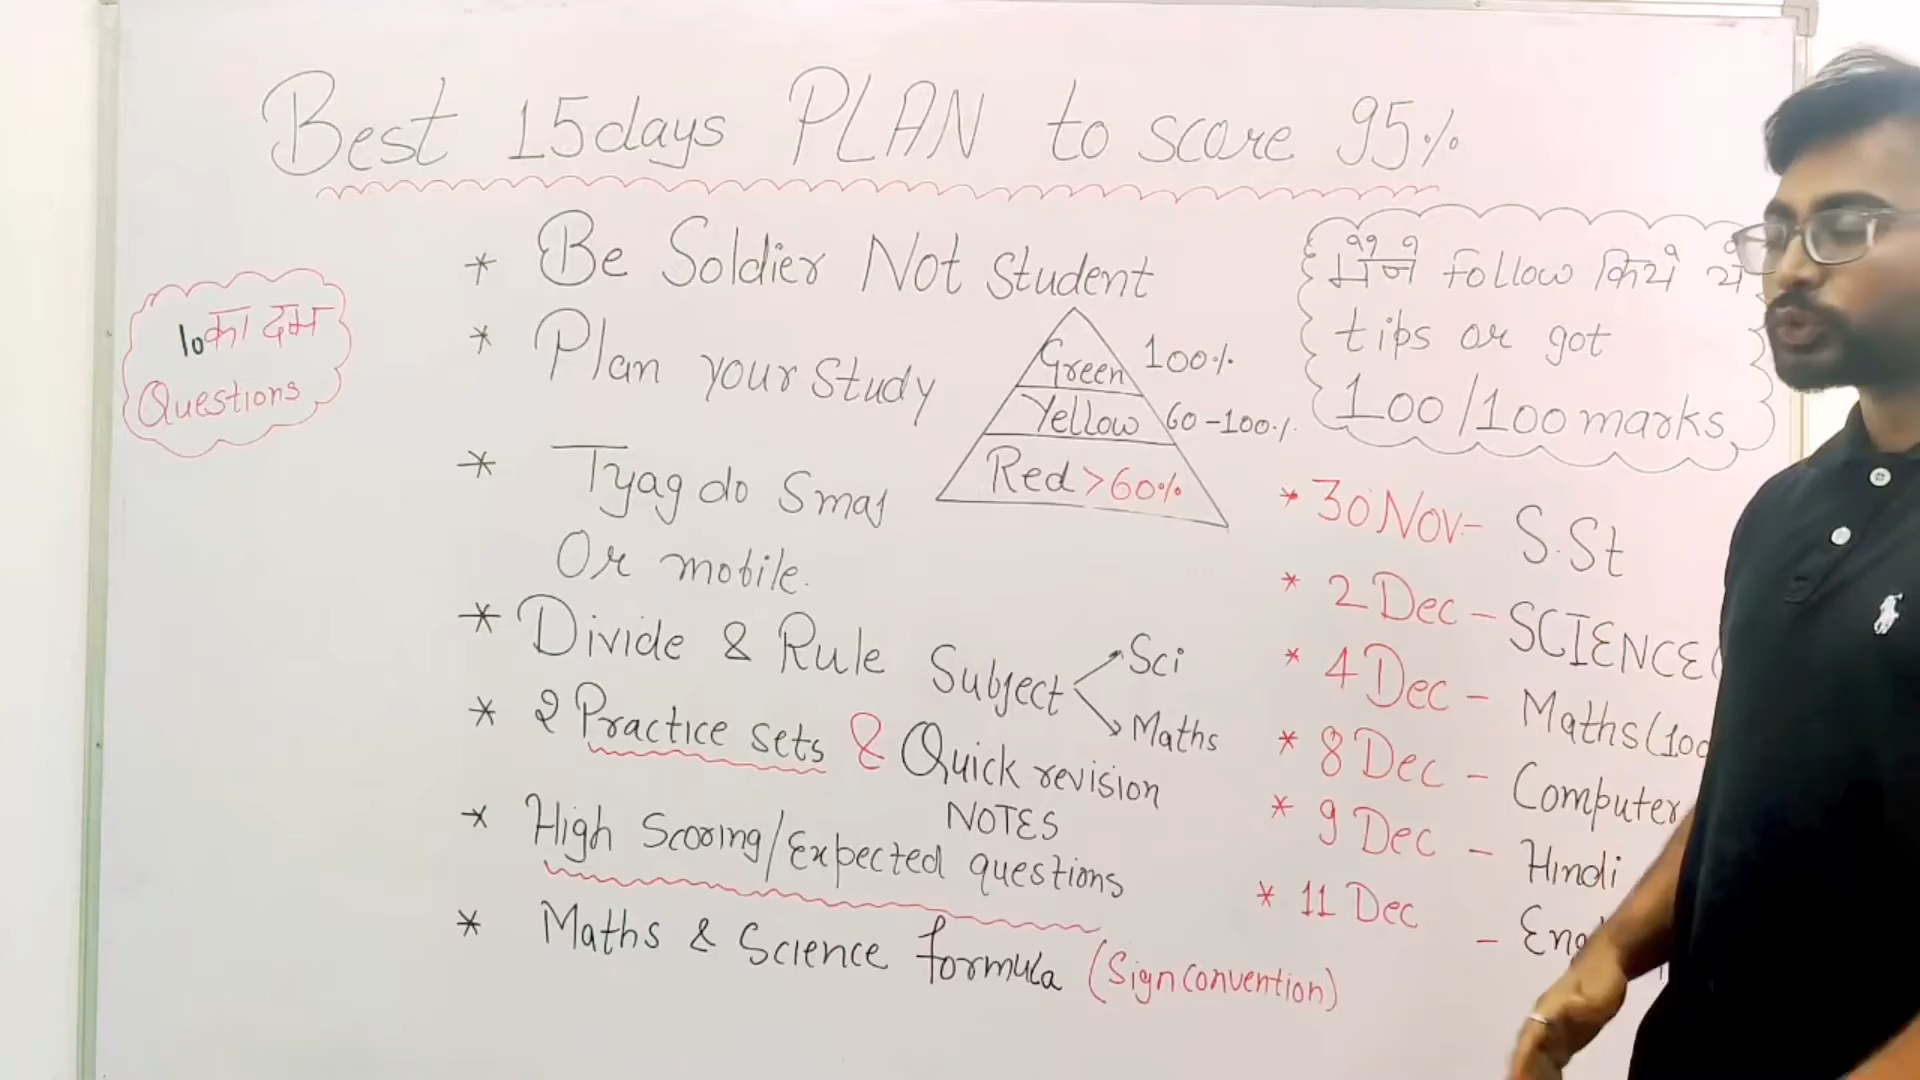 Best 15days PLAN to score 95%
* Be Soldier Not Student
* Plan your Study
Green 100%
Yellow 60-100%
Red >60%
* Tyag do Smaj
Or mobile.
* Divide & Rule Subject
Sci
Maths
* 2 Practice sets & Quick revision
NOTES
* High Scoring/Expected questions
* Maths & Science formula (Sign convention)
10का दम
Questions
मैंने follow किये ये
tips or got
100/100 marks
* 30 Nov - S.St
* 2 Dec - SCIENCE
* 4 Dec - Maths (100
* 8 Dec - Computer
* 9 Dec - Hindi
* 11 Dec - Eng